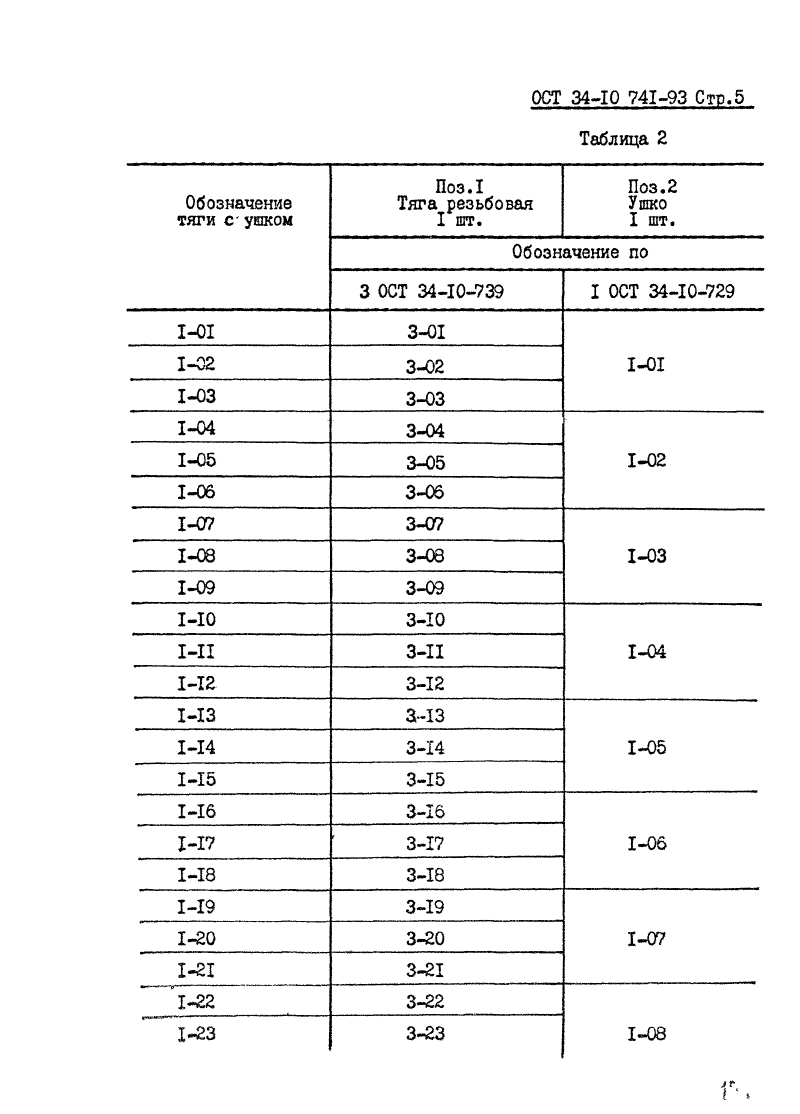 ОСТ 34-I0 74I-93 Стр.5
Таблица 2
Обозначение
тяги с ушком
Поз.I
Тяга резьбовая
I шт.
Поз.2
Ушко
I шт.
Обозначение по
3 ОСТ 34-I0-739 I ОСТ 34-I0-729
I-0I 3-0I
I-02 3-02 I-0I
I-03 3-03
I-04 3-04
I-05 3-05 I-02
I-06 3-06
I-07 3-07
I-08 3-08 I-03
I-09 3-09
I-I0 3-I0
I-II 3-II I-04
I-I2 3-I2
I-I3 3-I3
I-I4 3-I4 I-05
I-I5 3-I5
I-I6 3-I6
I-I7 3-I7 I-06
I-I8 3-I8
I-I9 3-I9
I-20 3-20 I-07
I-2I 3-2I
I-22 3-22
I-23 3-23 I-08